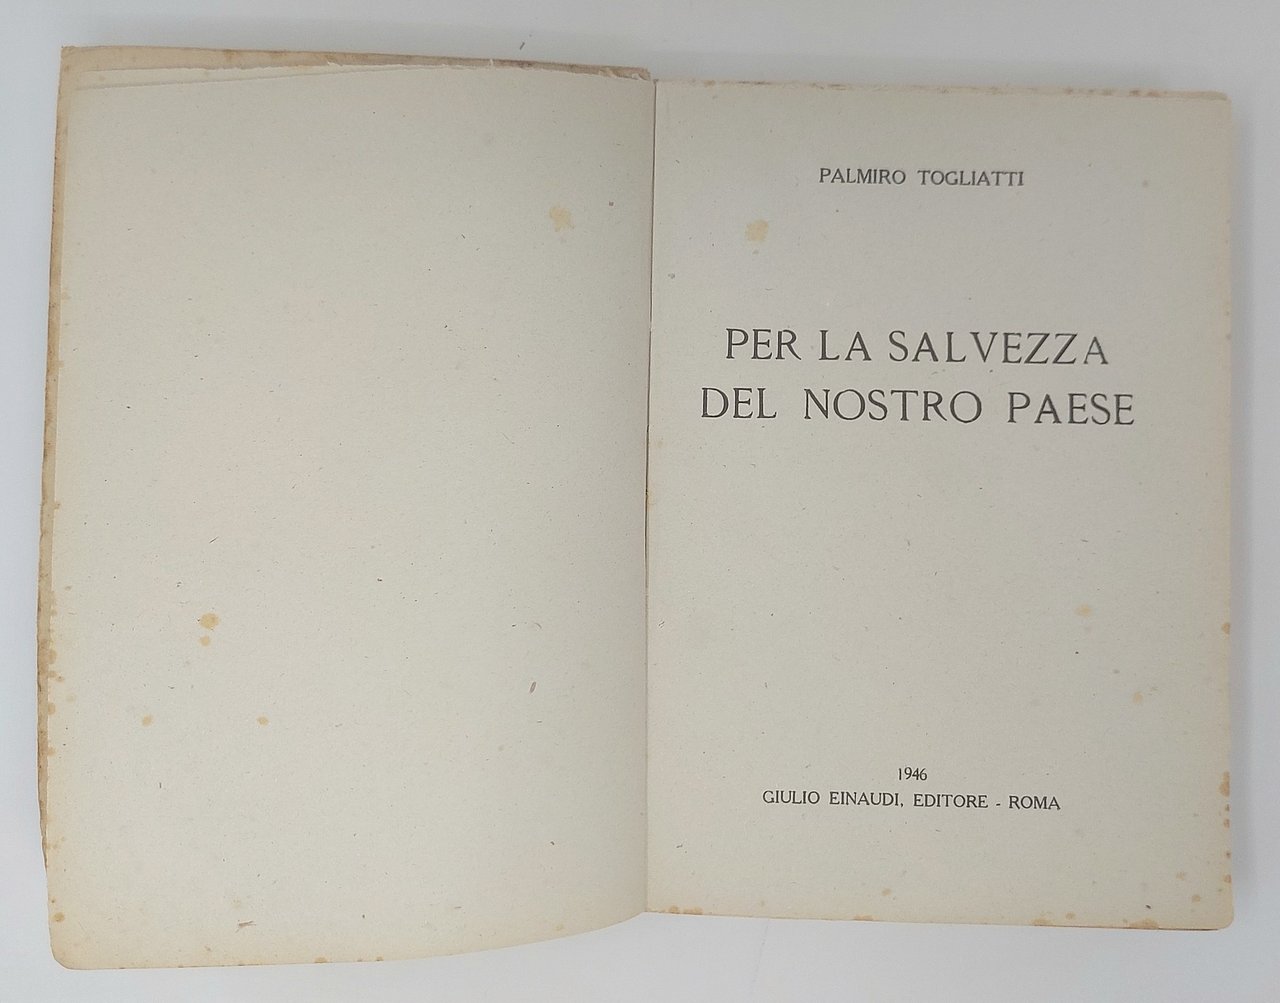 PALMIRO TOGLIATTI
PER LA SALVEZZA
DEL NOSTRO PAESE
1946
GIULIO EINAUDI, EDITORE - ROMA